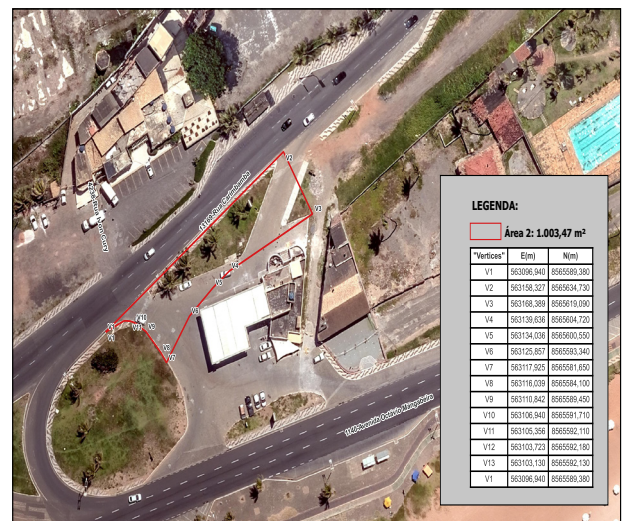 LEGENDA:
Área 2: 1.003,47 m²
"Vertices" E(m) N(m)
V1 563096,940 8565589,380
V2 563158,327 8565634,730
V3 563168,389 8565619,090
V4 563139,636 8565604,720
V5 563134,036 8565600,550
V6 563125,857 8565593,340
V7 563117,925 8565581,650
V8 563116,039 8565584,100
V9 563110,842 8565589,450
V10 563106,940 8565591,710
V11 563105,356 8565592,110
V12 563103,723 8565592,180
V13 563103,130 8565592,130
V1 563096,940 8565589,380
V2
V3
V4
V5
V6
V7
V8
V9
V10
V1
1140-Avenida Octávio Mangabeira